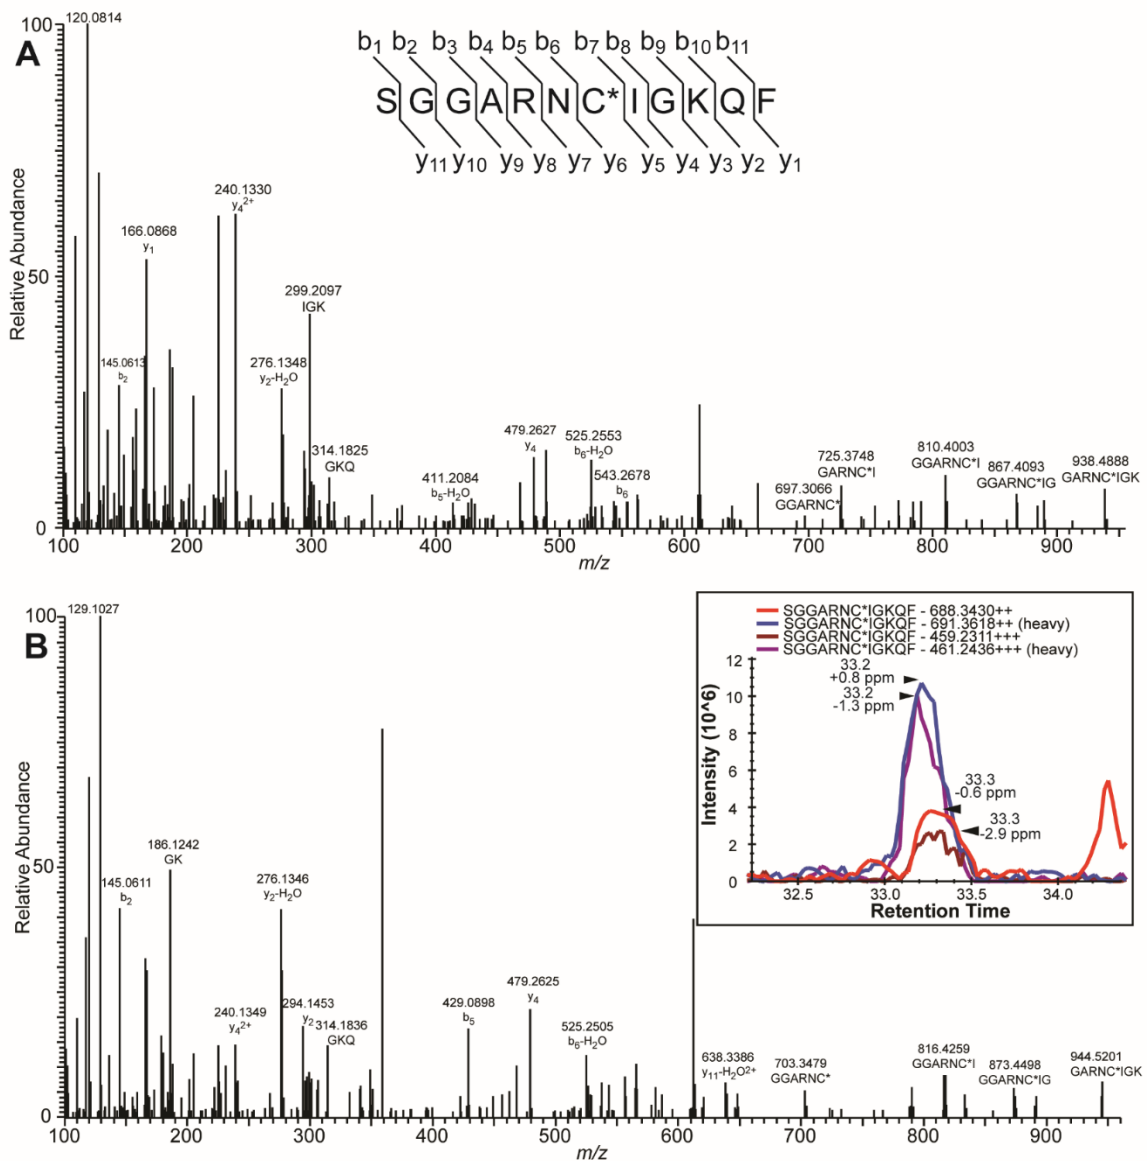 A
b1 b2 b3 b4 b5 b6 b7 b8 b9 b10 b11
SGGARNC*IGKQF
y11 y10 y9 y8 y7 y6 y5 y4 y3 y2 y1
Relative Abundance
100
50
0
120.0814
166.0868
y1
240.1330
y4 2+
145.0613
b2
276.1348
y2-H2O
299.2097
IGK
314.1825
GKQ
411.2084
b5-H2O
479.2627
y4
525.2553
b6-H2O
543.2678
b6
697.3066
GGARNC*
725.3748
GARNC*I
810.4003
GGARNC*I
867.4093
GGARNC*IG
938.4888
GARNC*IGK
100 200 300 400 500 600 700 800 900
m/z
B
Relative Abundance
100
50
0
129.1027
145.0611
b2
186.1242
GK
240.1349
y4 2+
276.1346
y2-H2O
294.1453
y2
314.1836
GKQ
429.0898
b5
479.2625
y4
525.2505
b6-H2O
638.3386
y11-H2O2+
703.3479
GGARNC*
816.4259
GGARNC*I
873.4498
GGARNC*IG
944.5201
GARNC*IGK
100 200 300 400 500 600 700 800 900
m/z
SGGARNC*IGKQF - 688.3430++
SGGARNC*IGKQF - 691.3618++ (heavy)
SGGARNC*IGKQF - 459.2311+++
SGGARNC*IGKQF - 461.2436+++ (heavy)
Intensity (10^6)
12
10
8
6
4
2
0
33.2
+0.8 ppm
33.2
-1.3 ppm
33.3
-0.6 ppm
33.3
-2.9 ppm
32.5 33.0 33.5 34.0
Retention Time